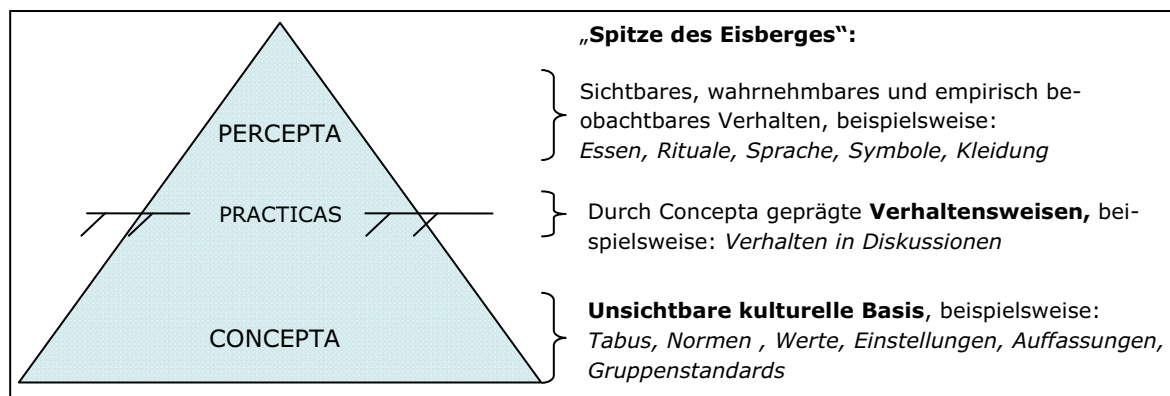 „Spitze des Eisberges“:
PERCEPTA
Sichtbares, wahrnehmbares und empirisch be-
obachtbares Verhalten, beispielsweise:
Essen, Rituale, Sprache, Symbole, Kleidung
PRACTICAS
Durch Concepta geprägte Verhaltensweisen, bei-
spielsweise: Verhalten in Diskussionen
CONCEPTA
Unsichtbare kulturelle Basis, beispielsweise:
Tabus, Normen , Werte, Einstellungen, Auffassungen,
Gruppenstandards